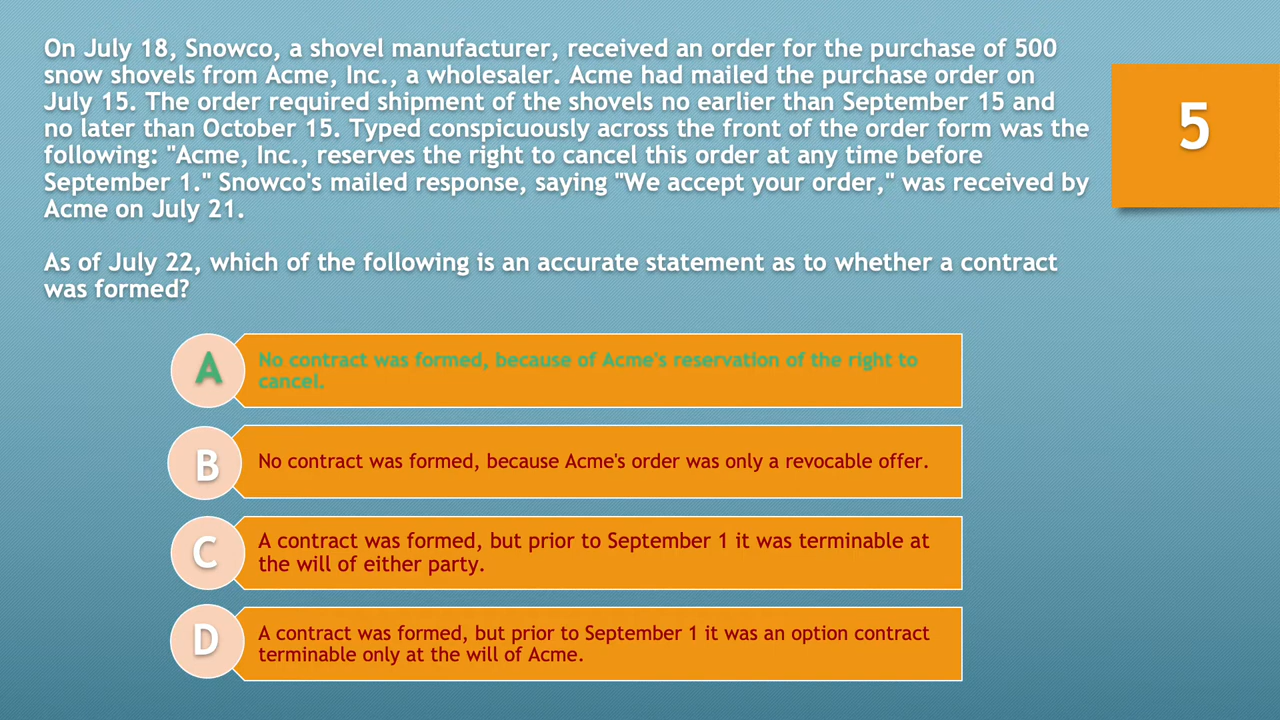 On July 18, Snowco, a shovel manufacturer, received an order for the purchase of 500
snow shovels from Acme, Inc., a wholesaler. Acme had mailed the purchase order on
July 15. The order required shipment of the shovels no earlier than September 15 and
no later than October 15. Typed conspicuously across the front of the order form was the
following: "Acme, Inc., reserves the right to cancel this order at any time before
September 1." Snowco's mailed response, saying "We accept your order," was received by
Acme on July 21.
As of July 22, which of the following is an accurate statement as to whether a contract
was formed?
5
A
No contract was formed, because of Acme's reservation of the right to
cancel.
B
No contract was formed, because Acme's order was only a revocable offer.
C
A contract was formed, but prior to September 1 it was terminable at
the will of either party.
D
A contract was formed, but prior to September 1 it was an option contract
terminable only at the will of Acme.